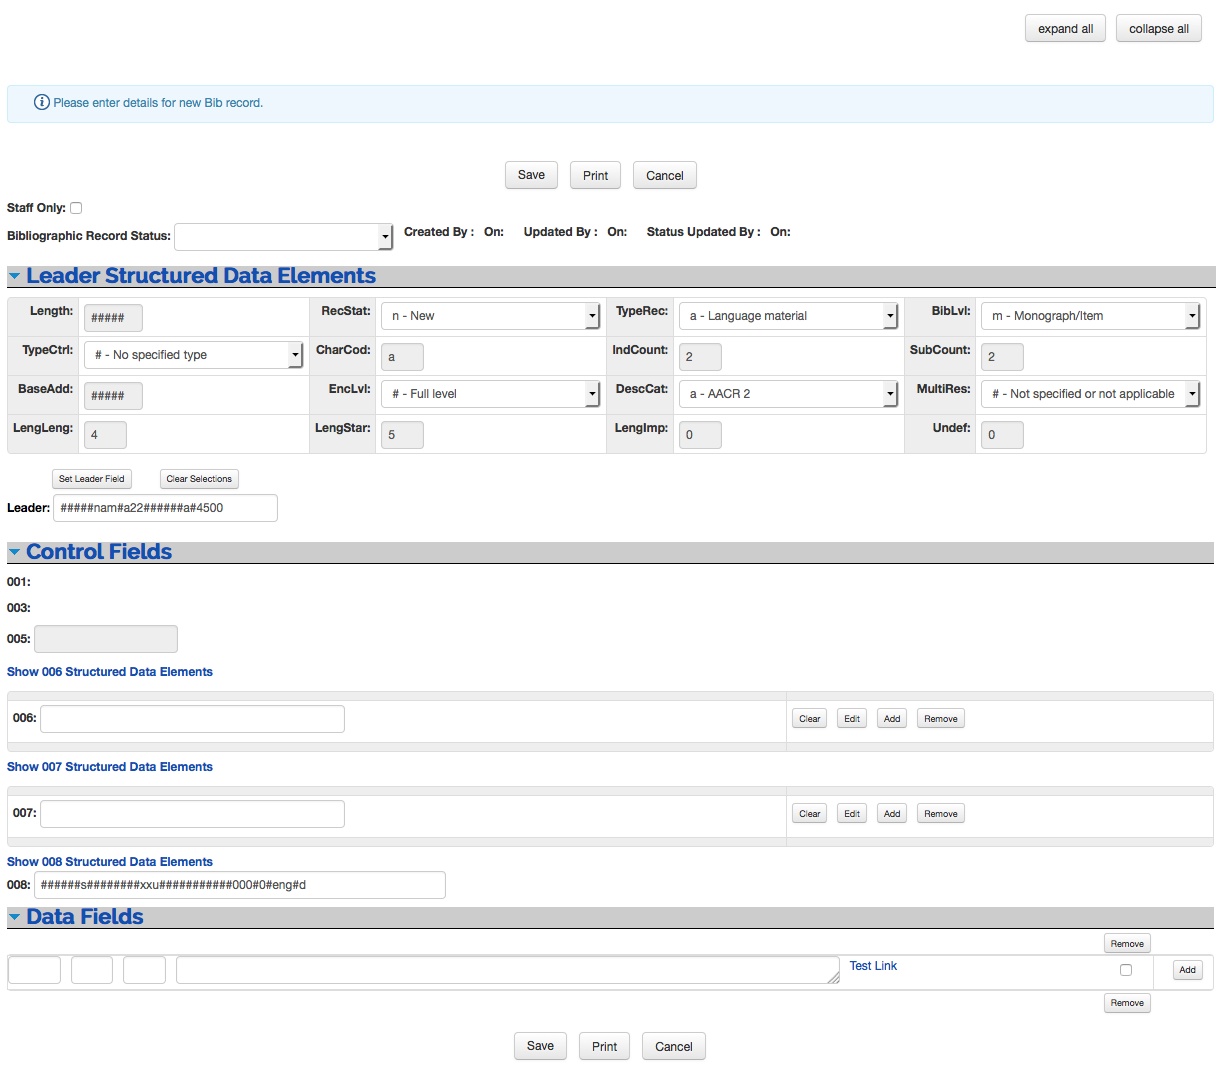 expand all collapse all
Please enter details for new Bib record.
Save Print Cancel
Staff Only:
Bibliographic Record Status: Created By : On: Updated By : On: Status Updated By : On:
Leader Structured Data Elements
Length: ##### RecStat: n - New TypeRec: a - Language material BibLvl: m - Monograph/Item
TypeCtrl: # - No specified type CharCod: a IndCount: 2 SubCount: 2
BaseAdd: ##### EncLvl: # - Full level DescCat: a - AACR 2 MultiRes: # - Not specified or not applicable
LengLeng: 4 LengStar: 5 LengImp: 0 Undef: 0
Set Leader Field Clear Selections
Leader: #####nam#a22######a#4500
Control Fields
001:
003:
005:
Show 006 Structured Data Elements
006: Clear Edit Add Remove
Show 007 Structured Data Elements
007: Clear Edit Add Remove
Show 008 Structured Data Elements
008: ######s########xxu###########000#0#eng#d
Data Fields
Remove
Test Link Add
Remove
Save Print Cancel